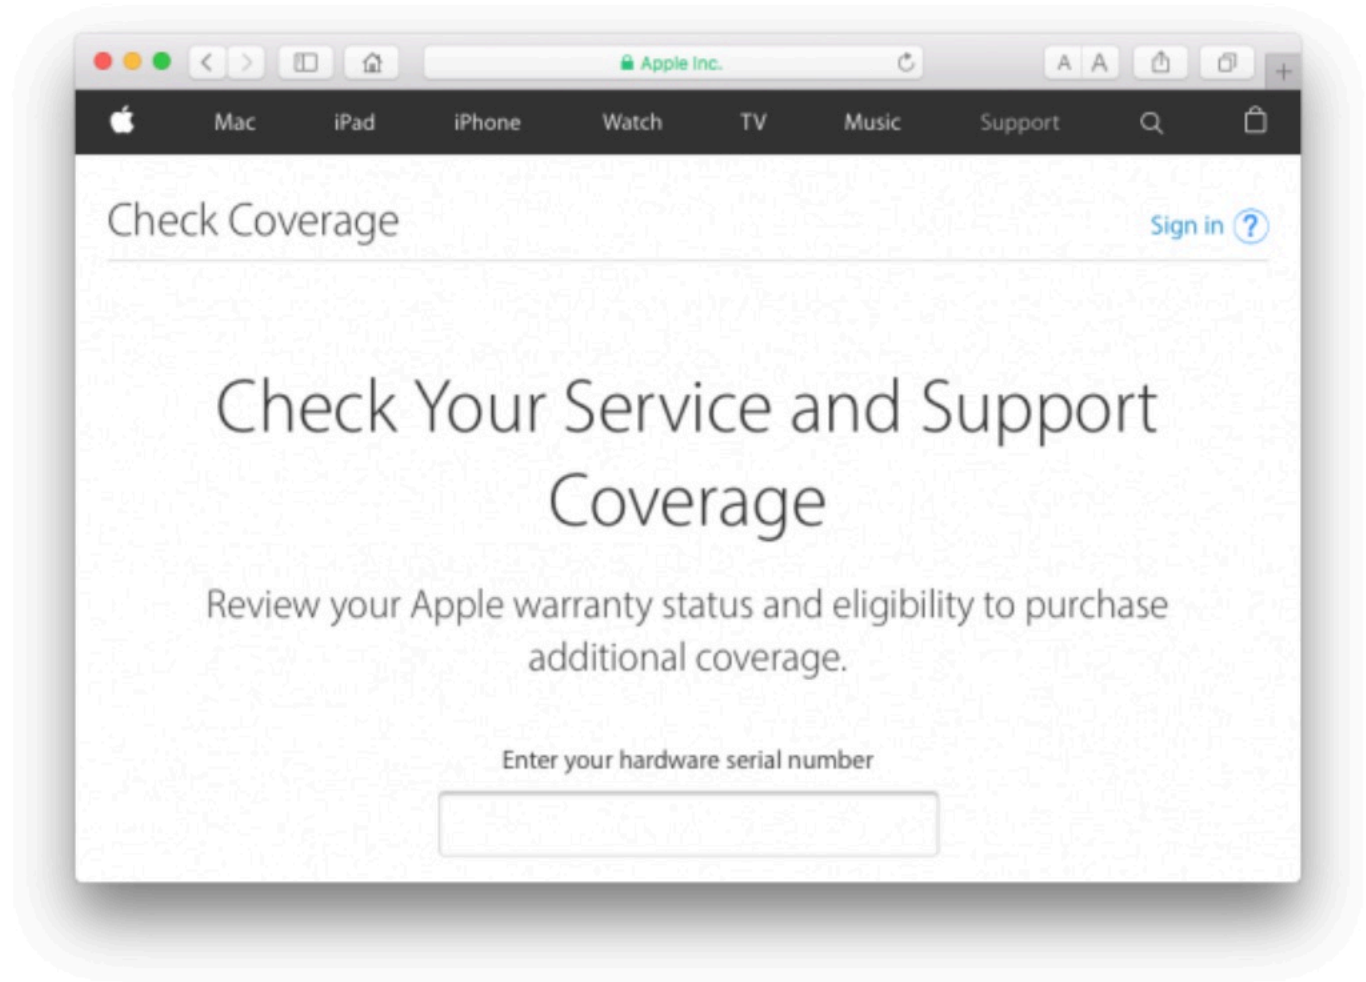 Apple Inc.
A A
Mac iPad iPhone Watch TV Music Support
Check Coverage
Sign in ?
Check Your Service and Support
Coverage
Review your Apple warranty status and eligibility to purchase
additional coverage.
Enter your hardware serial number